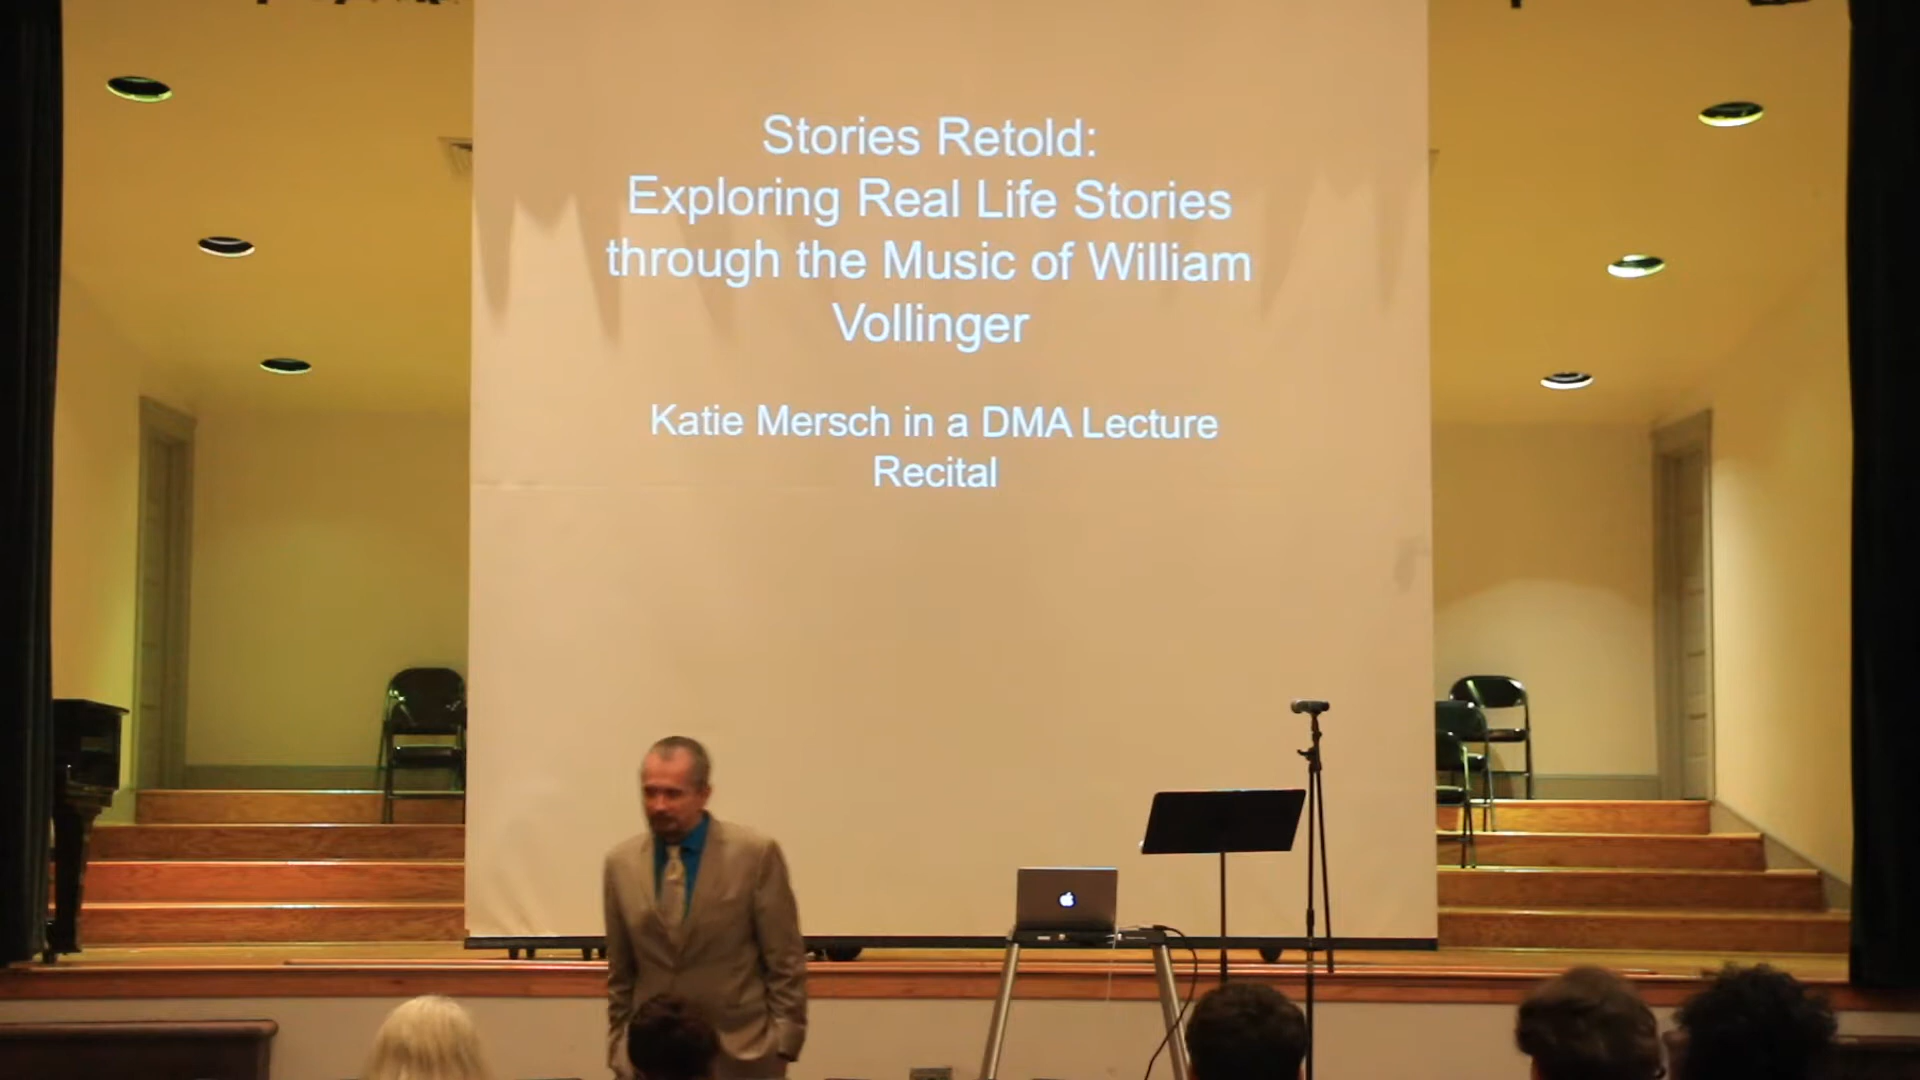 Stories Retold:
Exploring Real Life Stories
through the Music of William
Vollinger
Katie Mersch in a DMA Lecture
Recital